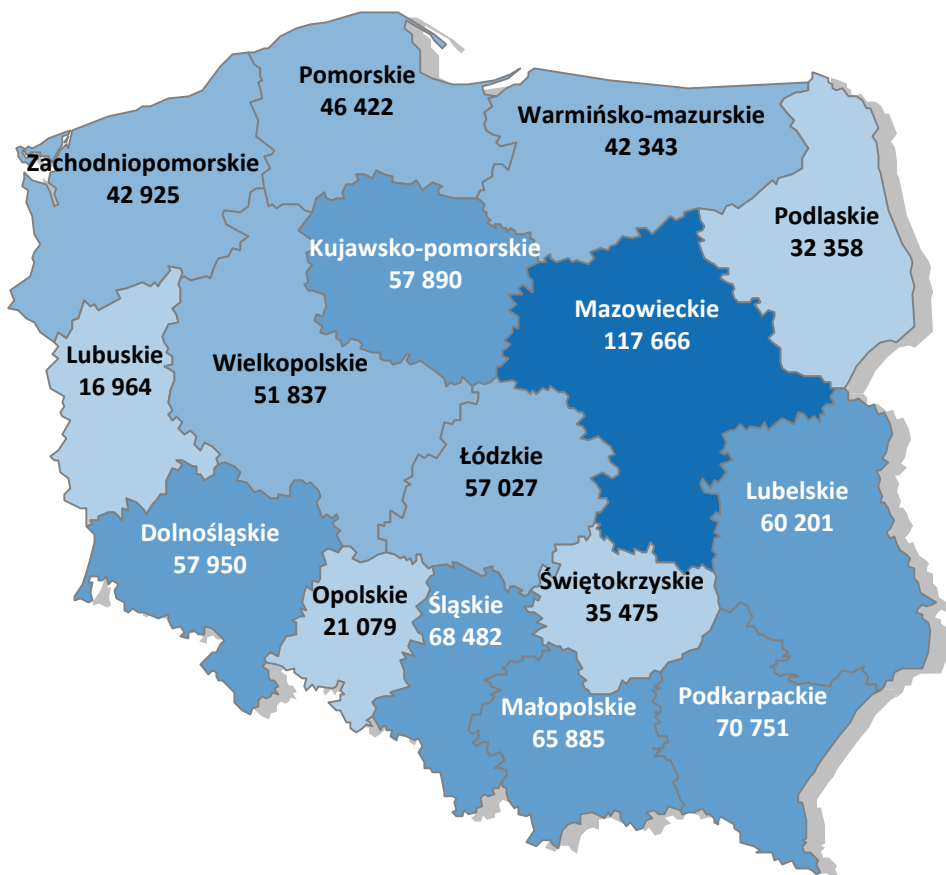 Pomorskie
46 422
Warmińsko-mazurskie
42 343
Zachodniopomorskie
42 925
Podlaskie
32 358
Kujawsko-pomorskie
57 890
Mazowieckie
117 666
Lubuskie
16 964
Wielkopolskie
51 837
Łódzkie
57 027
Lubelskie
60 201
Dolnośląskie
57 950
Opolskie
21 079
Śląskie
68 482
Świętokrzyskie
35 475
Małopolskie
65 885
Podkarpackie
70 751